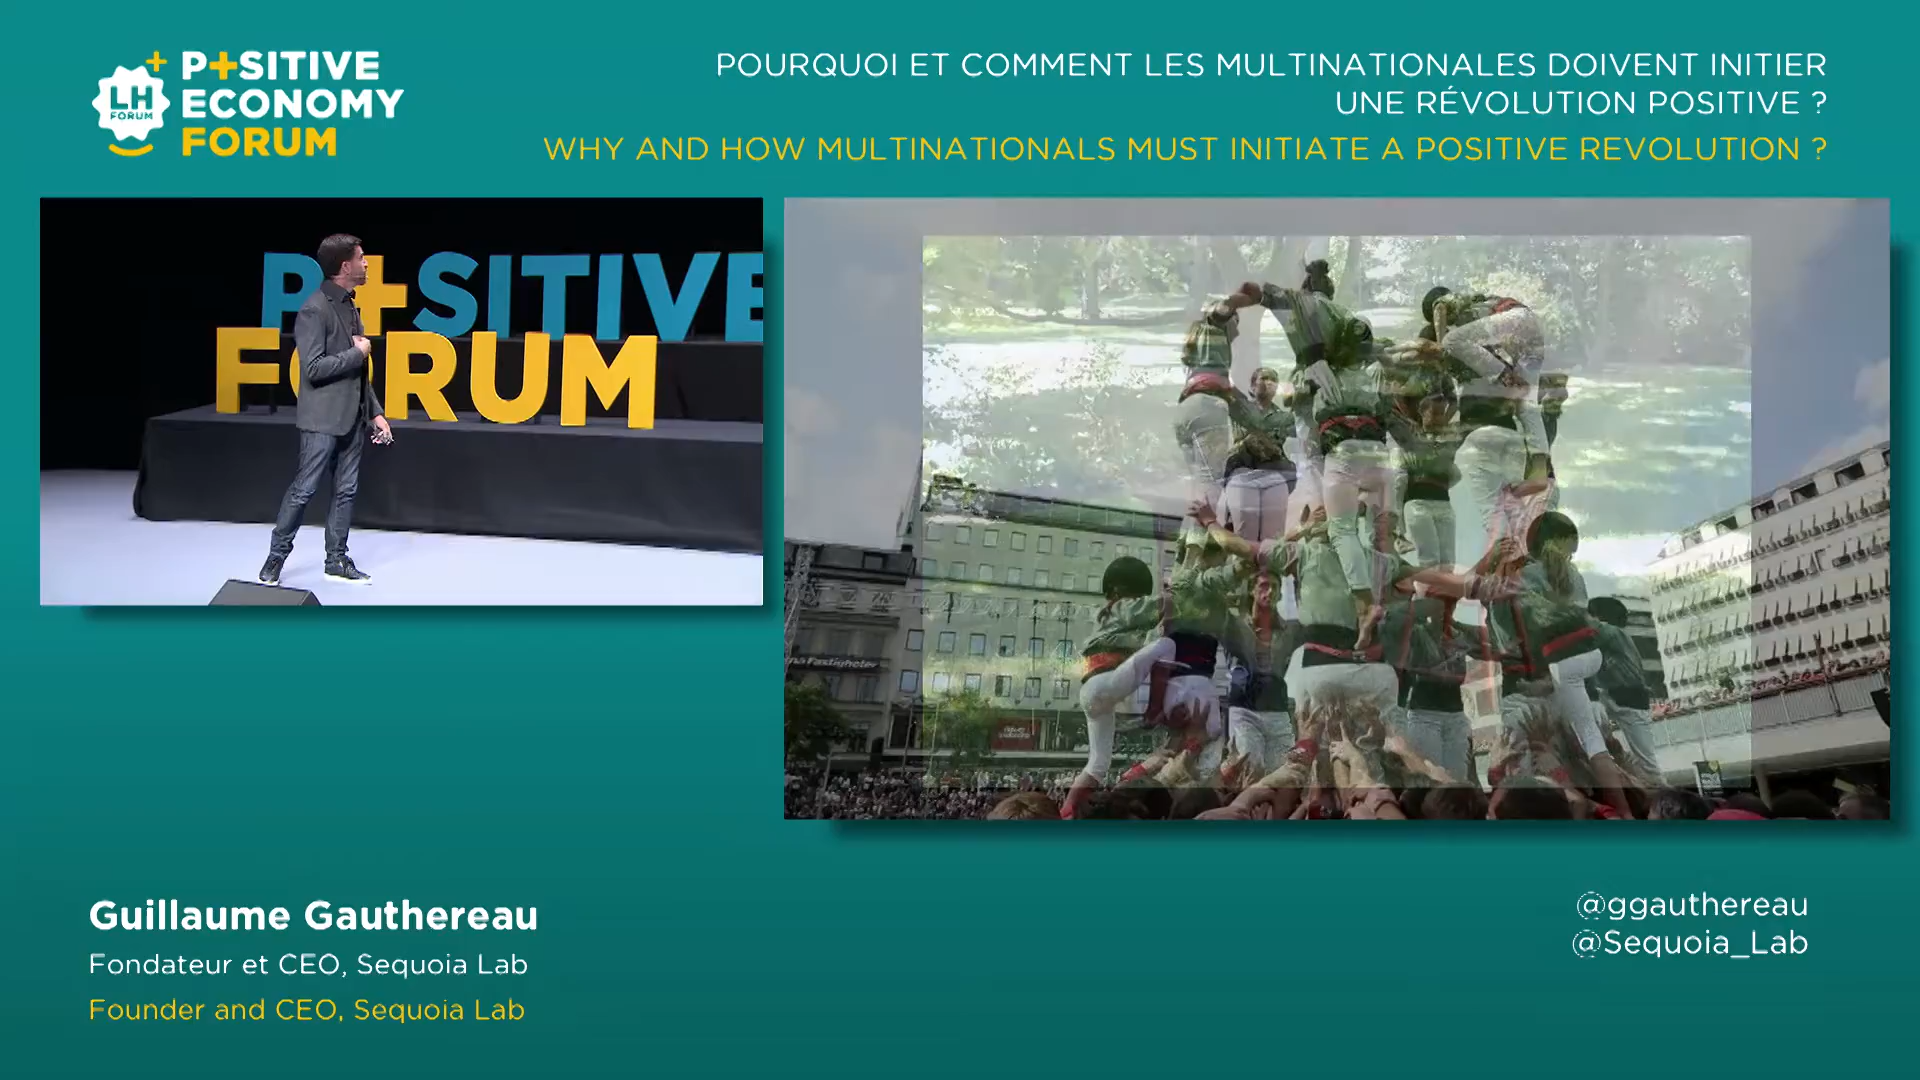 LH
FORUM
P+SITIVE
ECONOMY
FORUM
POURQUOI ET COMMENT LES MULTINATIONALES DOIVENT INITIER
UNE RÉVOLUTION POSITIVE ?
WHY AND HOW MULTINATIONALS MUST INITIATE A POSITIVE REVOLUTION ?
P+SITIVE
FORUM
Fastigheter
Guillaume Gauthereau
Fondateur et CEO, Sequoia Lab
Founder and CEO, Sequoia Lab
@ggauthereau
@Sequoia_Lab